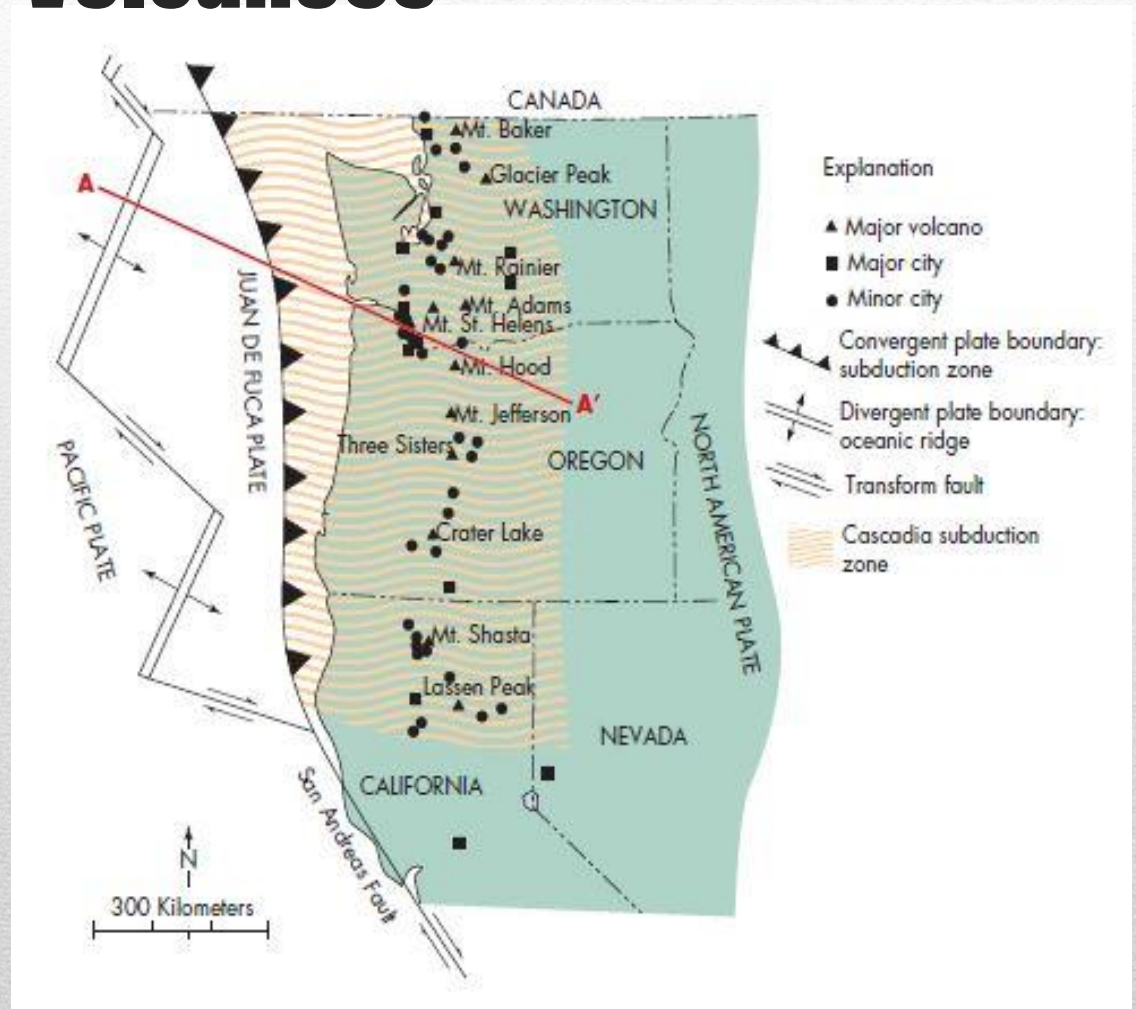 CANADA
Mt. Baker
Glacier Peak
WASHINGTON
Mt. Rainier
Mt. Adams
Mt. St. Helens
Mt. Hood
Mt. Jefferson
Three Sisters
OREGON
Crater Lake
Mt. Shasta
Lassen Peak
NEVADA
CALIFORNIA
San Andreas Fault
A
A'
JUAN DE FUCA PLATE
PACIFIC PLATE
NORTH AMERICAN PLATE
N
300 Kilometers
Explanation
Major volcano
Major city
Minor city
Convergent plate boundary:
subduction zone
Divergent plate boundary:
oceanic ridge
Transform fault
Cascadia subduction
zone